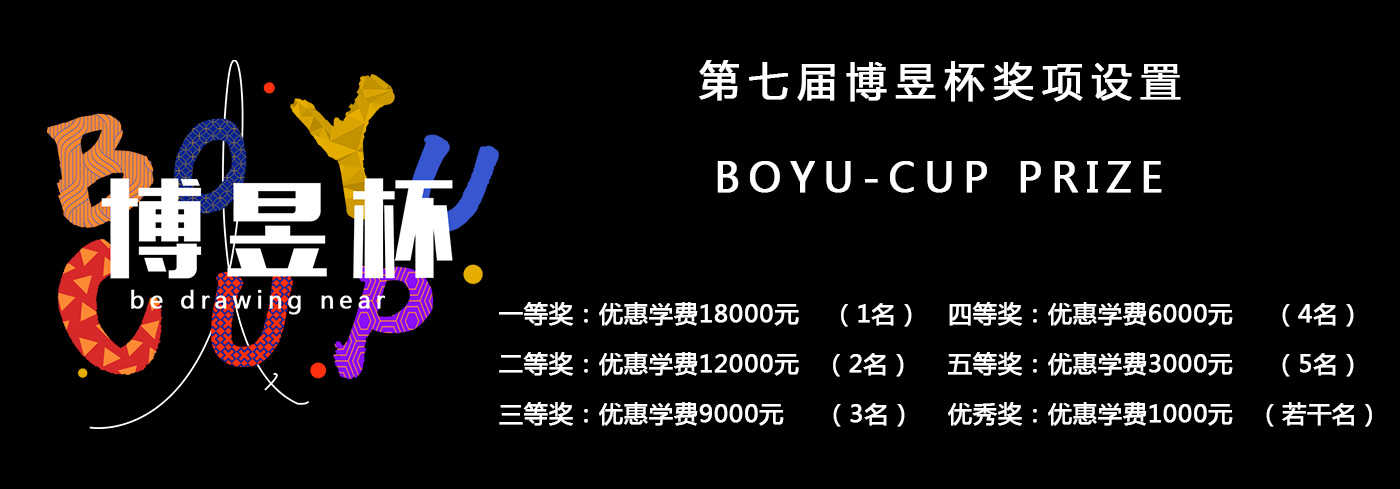 BOYU
博昱杯
be drawing near
CUP
第七届博昱杯奖项设置
BOYU-CUP PRIZE
一等奖：优惠学费18000元 （1名）
二等奖：优惠学费12000元 （2名）
三等奖：优惠学费9000元 （3名）
四等奖：优惠学费6000元 （4名）
五等奖：优惠学费3000元 （5名）
优秀奖：优惠学费1000元 （若干名）